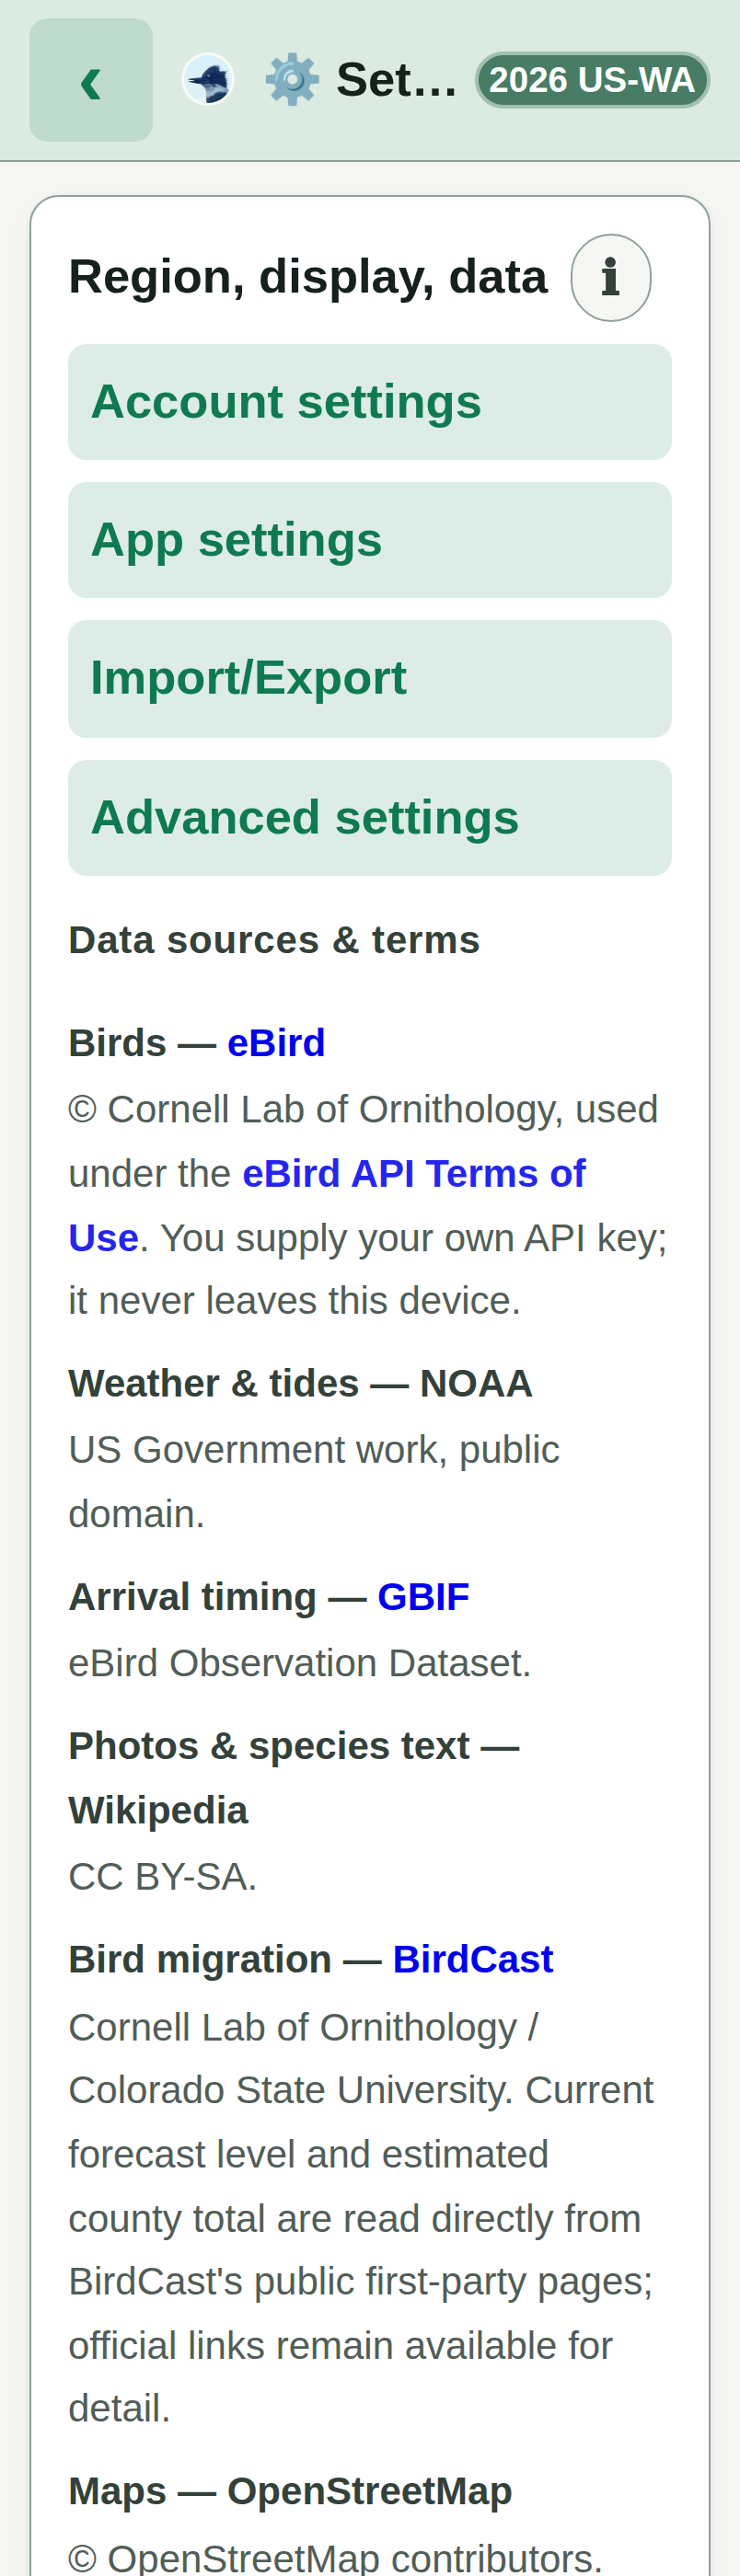 ‹ ⚙️ Set… 2026 US-WA
Region, display, data ℹ
Account settings
App settings
Import/Export
Advanced settings
Data sources & terms
Birds — eBird
© Cornell Lab of Ornithology, used
under the eBird API Terms of
Use. You supply your own API key;
it never leaves this device.
Weather & tides — NOAA
US Government work, public
domain.
Arrival timing — GBIF
eBird Observation Dataset.
Photos & species text —
Wikipedia
CC BY-SA.
Bird migration — BirdCast
Cornell Lab of Ornithology /
Colorado State University. Current
forecast level and estimated
county total are read directly from
BirdCast's public first-party pages;
official links remain available for
detail.
Maps — OpenStreetMap
© OpenStreetMap contributors.